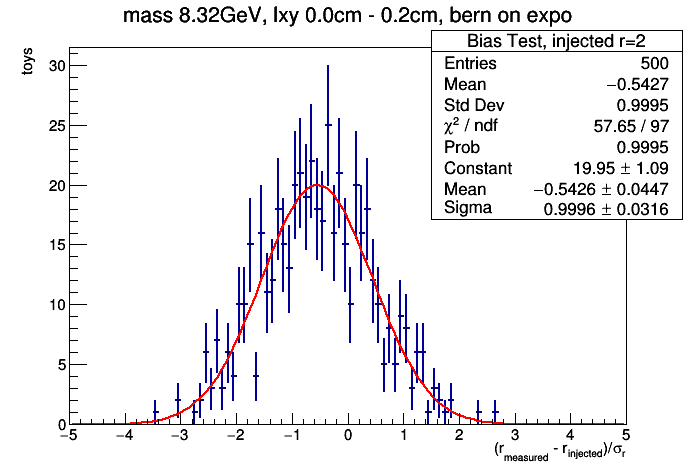 mass 8.32GeV, lxy 0.0cm - 0.2cm, bern on expo
Bias Test, injected r=2
Entries 500
Mean −0.5427
Std Dev 0.9995
χ² / ndf 57.65 / 97
Prob 0.9995
Constant 19.95 ± 1.09
Mean −0.5426 ± 0.0447
Sigma 0.9996 ± 0.0316
toys
30
25
20
15
10
5
0
−5 −4 −3 −2 −1 0 1 2 3 4 5
(r_measured - r_injected)/σ_r